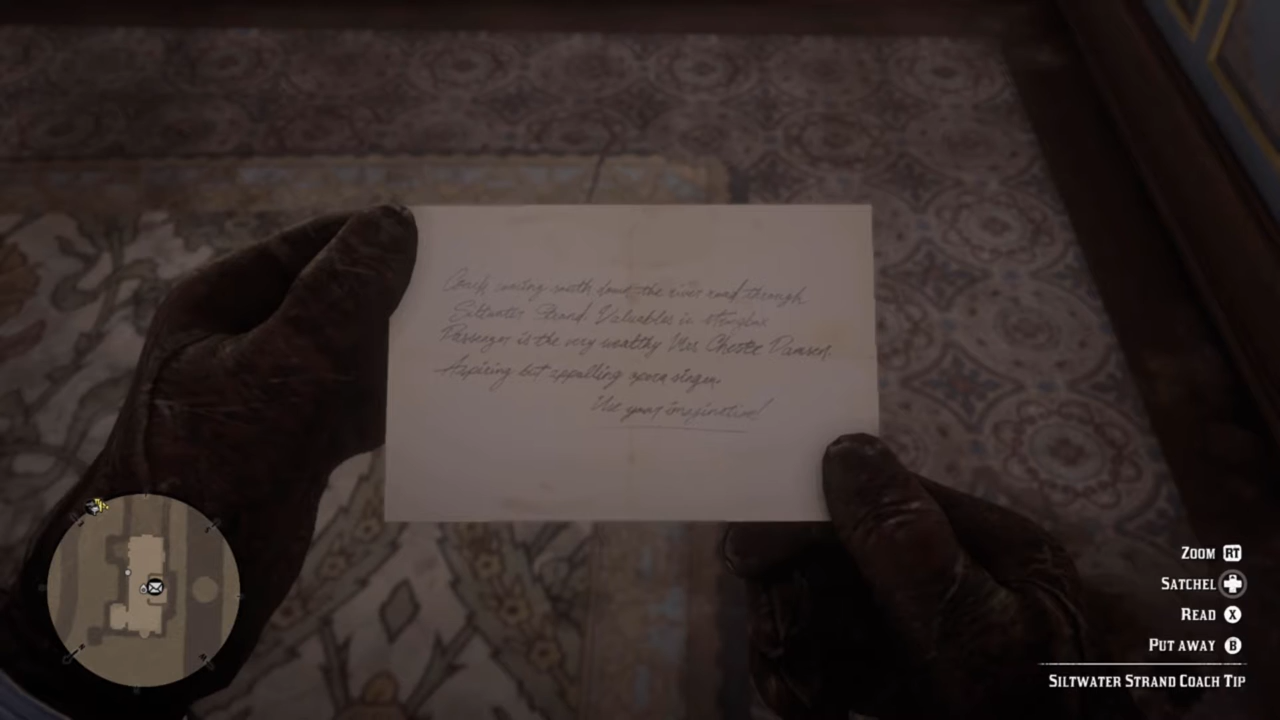 Coach coming south down the river road through
Siltwater Strand. Valuables in strongbox
Passenger is the very wealthy Mrs. Damsen.
Aspiring but appalling opera singer.
Use your imagination!
ZOOM RT
SATCHEL
READ X
PUT AWAY B
SILTWATER STRAND COACH TIP